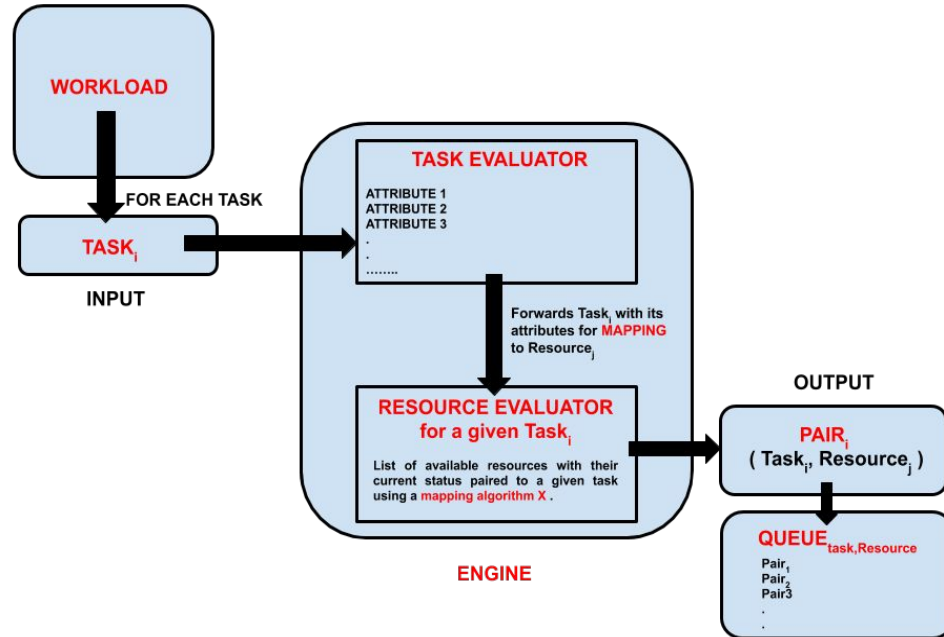 WORKLOAD
FOR EACH TASK
TASKi
INPUT
TASK EVALUATOR
ATTRIBUTE 1
ATTRIBUTE 2
ATTRIBUTE 3
.
.
........
Forwards Taski with its
attributes for MAPPING
to Resourcej
RESOURCE EVALUATOR
for a given Taski
List of available resources with their
current status paired to a given task
using a mapping algorithm X .
ENGINE
OUTPUT
PAIRi
( Taski, Resourcej )
QUEUEtask,Resource
Pair1
Pair2
Pair3
.
.